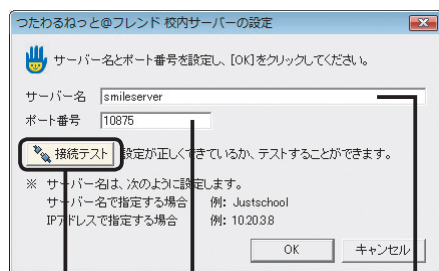 つたわるねっと@フレンド 校内サーバーの設定
サーバー名とポート番号を設定し、[OK]をクリックしてください。
サーバー名 smileserver
ポート番号 10875
接続テスト 設定が正しくできているか、テストすることができます。
※ サーバー名は、次のように設定します。
サーバー名で指定する場合 例: Justschool
IPアドレスで指定する場合 例: 10.20.3.8
OK キャンセル